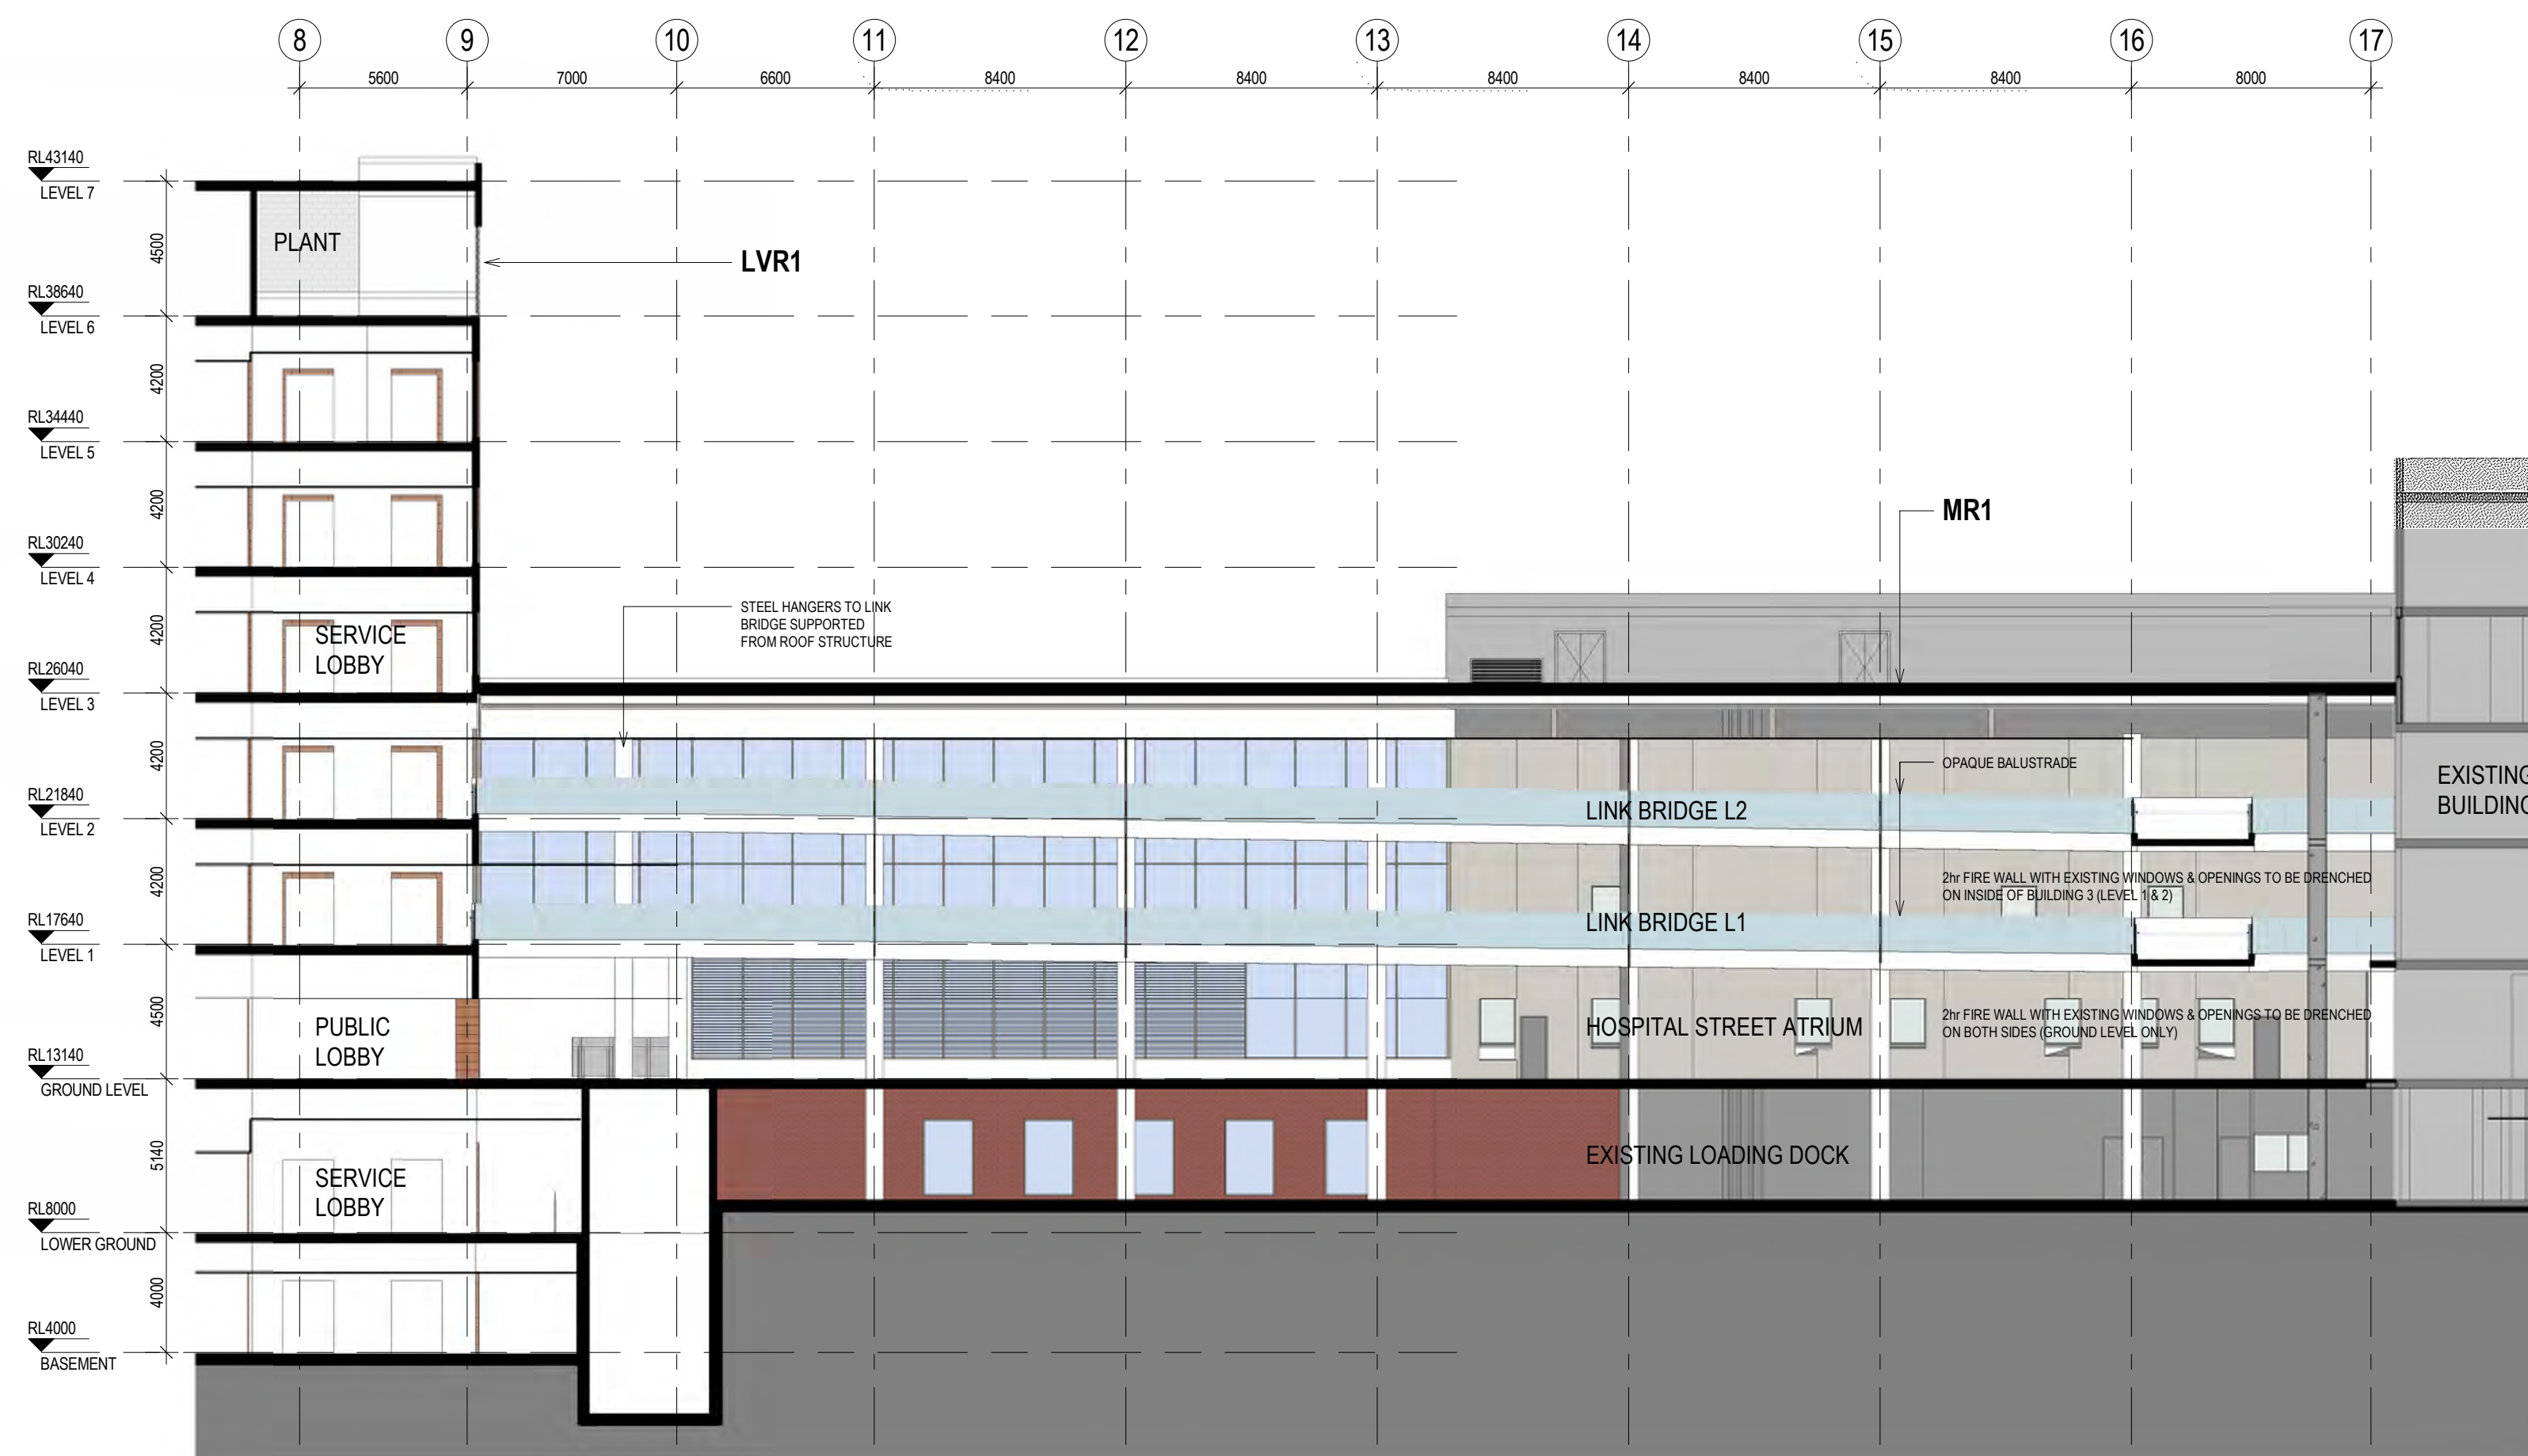 8 9 10 11 12 13 14 15 16 17
5600 7000 6600 8400 8400 8400 8400 8400 8000
RL43140
LEVEL 7
4500
PLANT
LVR1
RL38640
LEVEL 6
4200
RL34440
LEVEL 5
4200
MR1
RL30240
LEVEL 4
4200
STEEL HANGERS TO LINK
BRIDGE SUPPORTED
FROM ROOF STRUCTURE
SERVICE
LOBBY
RL26040
LEVEL 3
4200
OPAQUE BALUSTRADE
EXISTING
BUILDING
RL21840
LEVEL 2
LINK BRIDGE L2
4200
2hr FIRE WALL WITH EXISTING WINDOWS & OPENINGS TO BE DRENCHED
ON INSIDE OF BUILDING 3 (LEVEL 1 & 2)
RL17640
LEVEL 1
LINK BRIDGE L1
4500
PUBLIC
LOBBY
HOSPITAL STREET ATRIUM
2hr FIRE WALL WITH EXISTING WINDOWS & OPENINGS TO BE DRENCHED
ON BOTH SIDES (GROUND LEVEL ONLY)
RL13140
GROUND LEVEL
5140
EXISTING LOADING DOCK
SERVICE
LOBBY
RL8000
LOWER GROUND
4000
RL4000
BASEMENT